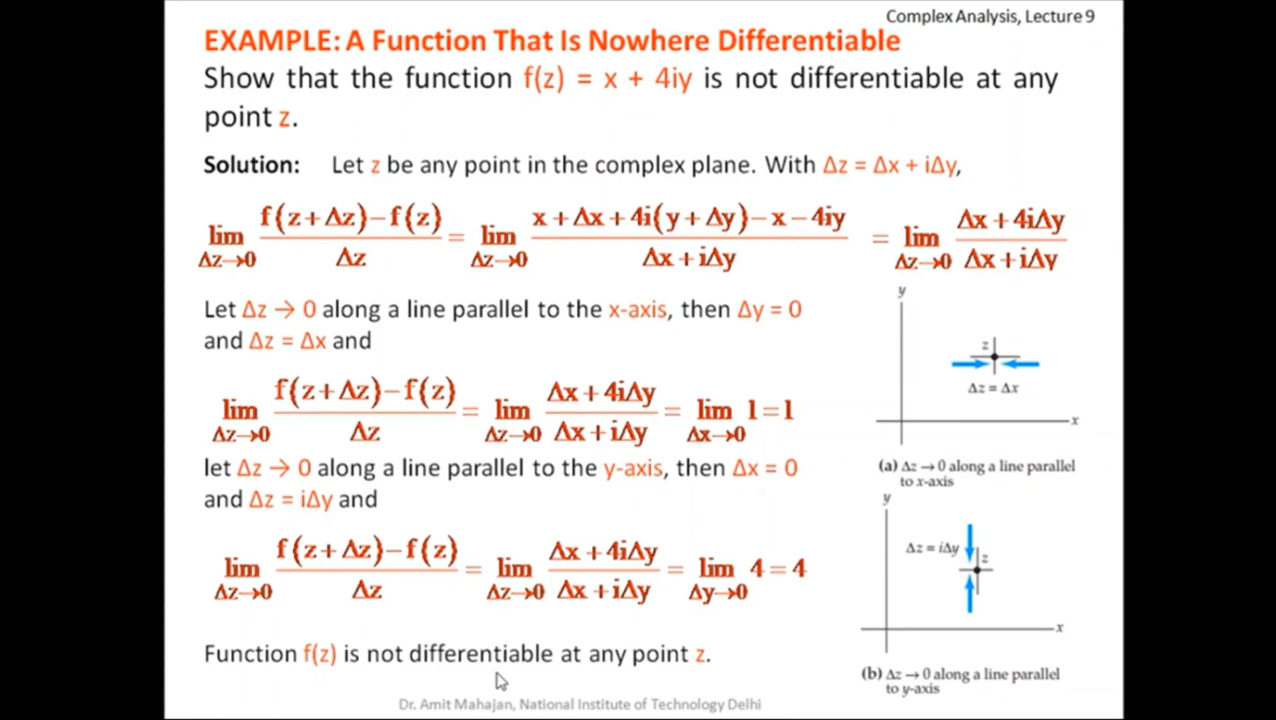 Complex Analysis, Lecture 9
EXAMPLE: A Function That Is Nowhere Differentiable
Show that the function f(z) = x + 4iy is not differentiable at any
point z.
Solution: Let z be any point in the complex plane. With Δz = Δx + iΔy,
lim Δz→0 f(z+Δz)−f(z) / Δz = lim Δz→0 x+Δx+4i(y+Δy)−x−4iy / Δx+iΔy = lim Δz→0 Δx+4iΔy / Δx+iΔy
Let Δz → 0 along a line parallel to the x-axis, then Δy = 0
and Δz = Δx and
lim Δz→0 f(z+Δz)−f(z) / Δz = lim Δz→0 Δx+4iΔy / Δx+iΔy = lim Δx→0 1=1
let Δz → 0 along a line parallel to the y-axis, then Δx = 0
and Δz = iΔy and
lim Δz→0 f(z+Δz)−f(z) / Δz = lim Δz→0 Δx+4iΔy / Δx+iΔy = lim Δy→0 4=4
Function f(z) is not differentiable at any point z.
y
z
Δz = Δx
x
(a) Δz → 0 along a line parallel
to x-axis
y
Δz = iΔy
z
x
(b) Δz → 0 along a line parallel
to y-axis
Dr. Amit Mahajan, National Institute of Technology Delhi